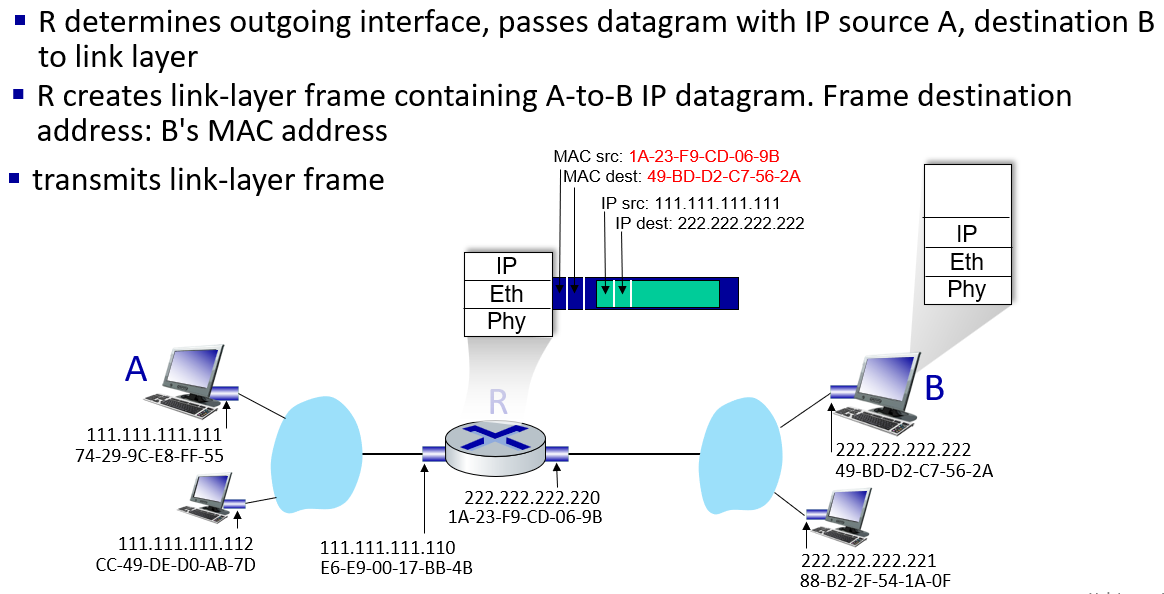 ▪ R determines outgoing interface, passes datagram with IP source A, destination B
to link layer
▪ R creates link-layer frame containing A-to-B IP datagram. Frame destination
address: B's MAC address
▪ transmits link-layer frame
MAC src: 1A-23-F9-CD-06-9B
MAC dest: 49-BD-D2-C7-56-2A
IP src: 111.111.111.111
IP dest: 222.222.222.222
IP
Eth
Phy
IP
Eth
Phy
A
R
B
111.111.111.111
74-29-9C-E8-FF-55
222.222.222.222
49-BD-D2-C7-56-2A
222.222.222.220
1A-23-F9-CD-06-9B
111.111.111.112
CC-49-DE-D0-AB-7D
111.111.111.110
E6-E9-00-17-BB-4B
222.222.222.221
88-B2-2F-54-1A-0F